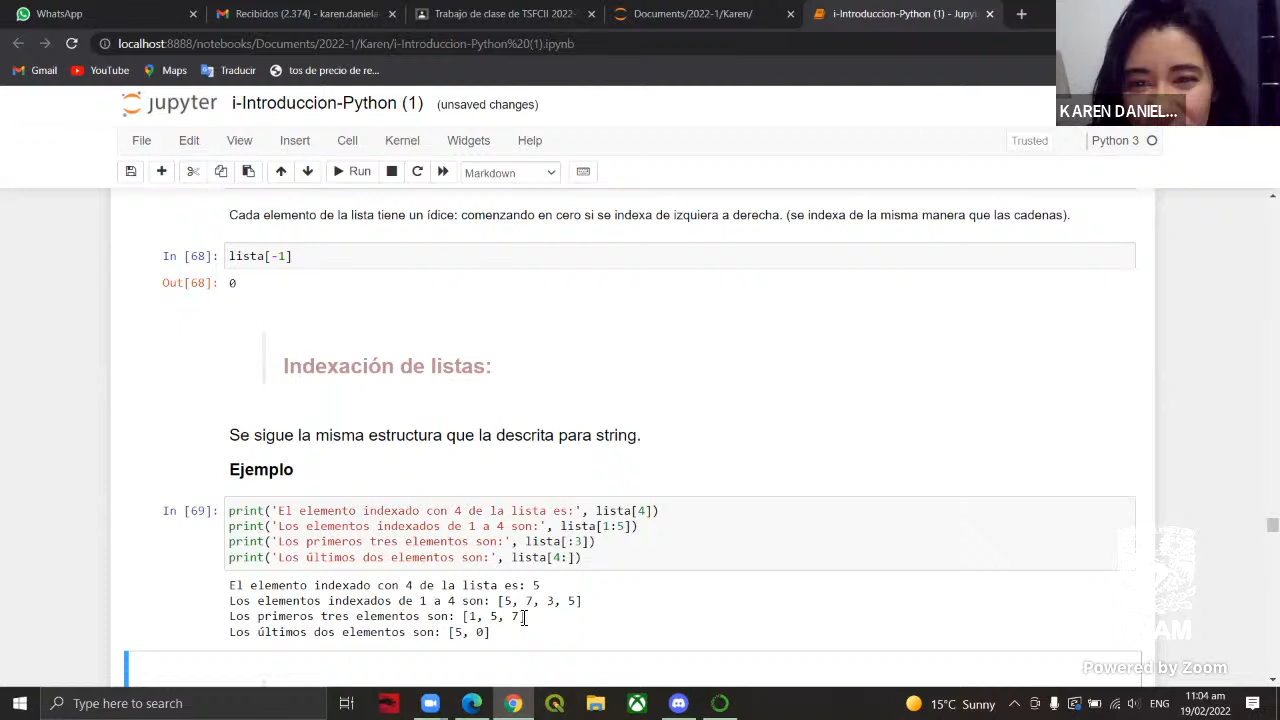 WhatsApp
Recibidos (2.374) - karen.daniela
Trabajo de clase de TSFCII 2022-
Documents/2022-1/Karen/
i-Introduccion-Python (1) - Jupyt
localhost:8888/notebooks/Documents/2022-1/Karen/i-Introduccion-Python%20(1).ipynb
Gmail YouTube Maps Traducir tos de precio de re...
KAREN DANIEL...
jupyter i-Introduccion-Python (1) (unsaved changes)
File Edit View Insert Cell Kernel Widgets Help Trusted Python 3
Run Markdown
Cada elemento de la lista tiene un ídice: comenzando en cero si se indexa de izquiera a derecha. (se indexa de la misma manera que las cadenas).
In [68]: lista[-1]
Out[68]: 0
Indexación de listas:
Se sigue la misma estructura que la descrita para string.
Ejemplo
In [69]: print('El elemento indexado con 4 de la lista es:', lista[4])
print('Los elementos indexados de 1 a 4 son:', lista[1:5])
print('Los primeros tres elementos son:', lista[:3])
print('Los últimos dos elementos son:', lista[4:])
El elemento indexado con 4 de la lista es: 5
Los elementos indexados de 1 a 4 son: [5, 7, 3, 5]
Los primeros tres elementos son: [1, 5, 7]
Los últimos dos elementos son: [5, 0]
Powered by Zoom
Type here to search
15°C Sunny
ENG
11:04 am
19/02/2022